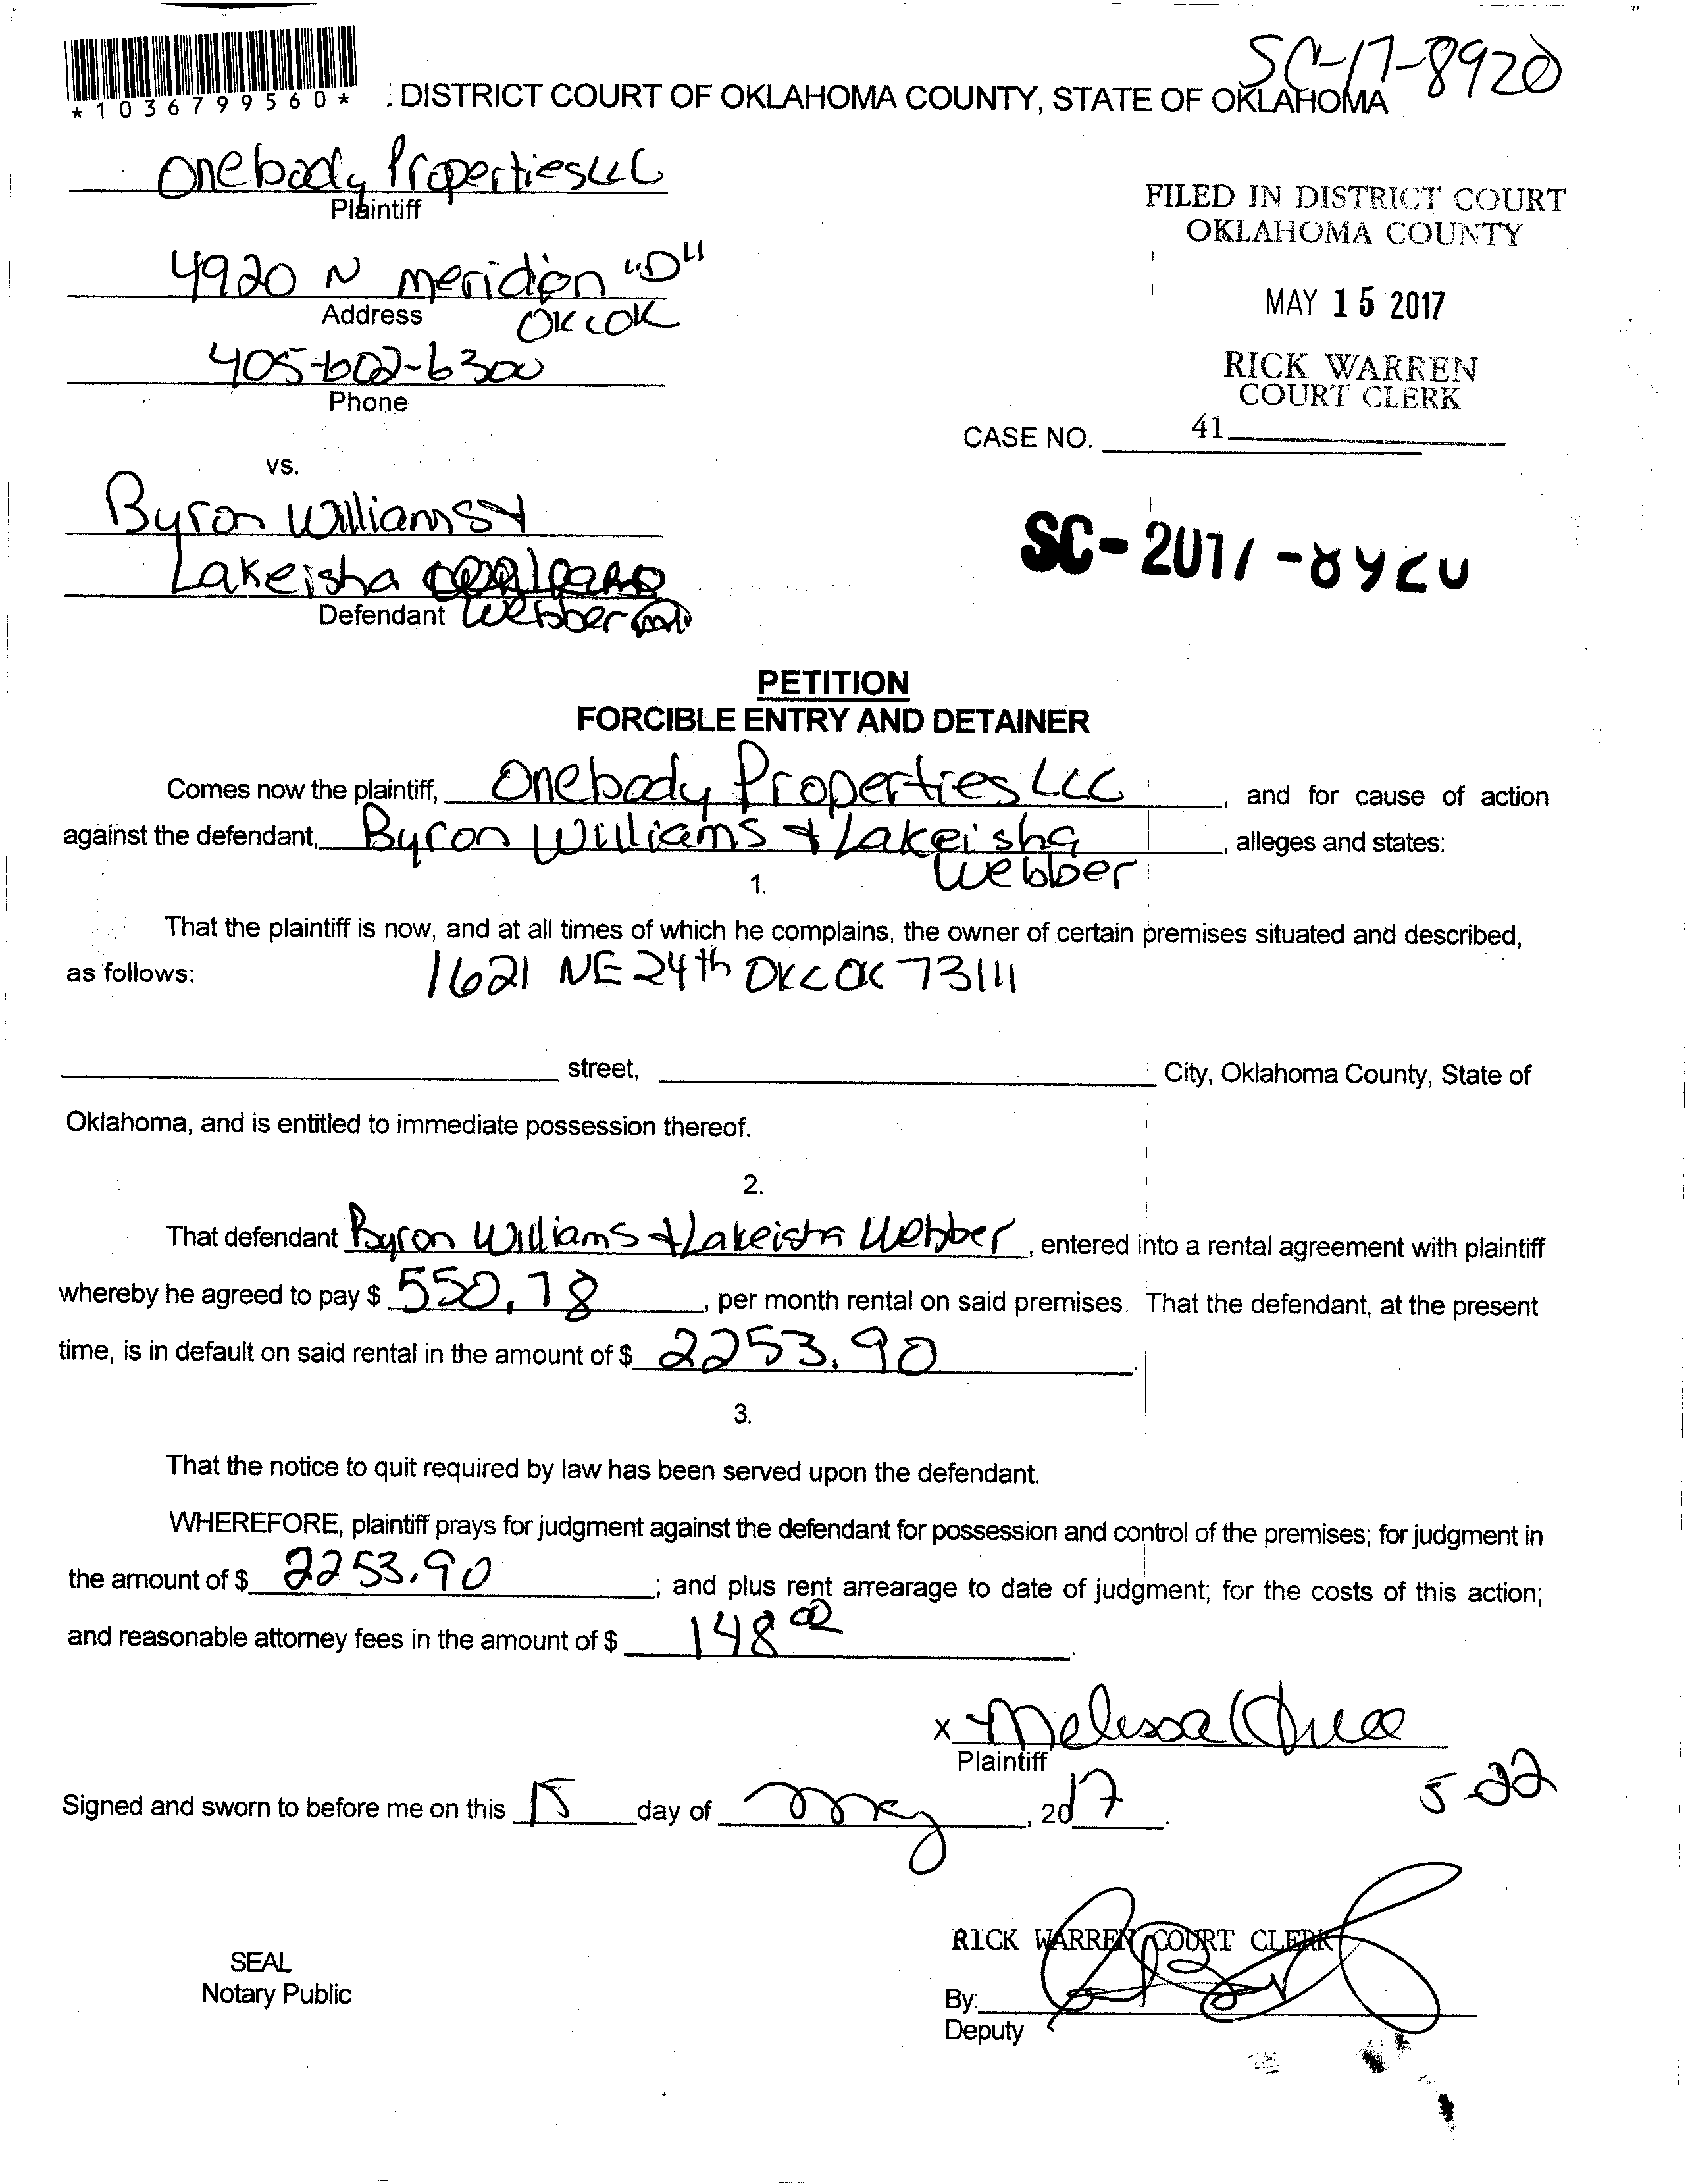 SC-17-8920
*1036799560*
: DISTRICT COURT OF OKLAHOMA COUNTY, STATE OF OKLAHOMA
Onebody Properties LLC
Plaintiff
FILED IN DISTRICT COURT
OKLAHOMA COUNTY
4920 N meridian "D"
Address
OKC OK
MAY 15 2017
405-602-6300
Phone
RICK WARREN
COURT CLERK
CASE NO. 41
vs.
Byron Williams +
Lakeisha
Defendant Webber
SC-2017-8920
PETITION
FORCIBLE ENTRY AND DETAINER
Comes now the plaintiff, Onebody Properties LLC, and for cause of action
against the defendant, Byron Williams + Lakeisha Webber, alleges and states:
1.
That the plaintiff is now, and at all times of which he complains, the owner of certain premises situated and described,
as follows: 1621 NE 24th OKC OK 73111
street, City, Oklahoma County, State of
Oklahoma, and is entitled to immediate possession thereof.
2.
That defendant Byron Williams + Lakeisha Webber, entered into a rental agreement with plaintiff
whereby he agreed to pay $ 550.78, per month rental on said premises. That the defendant, at the present
time, is in default on said rental in the amount of $ 2253.90.
3.
That the notice to quit required by law has been served upon the defendant.
WHEREFORE, plaintiff prays for judgment against the defendant for possession and control of the premises; for judgment in
the amount of $ 2253.90; and plus rent arrearage to date of judgment; for the costs of this action;
and reasonable attorney fees in the amount of $ 148 00.
x Melissa
Plaintiff
5-22
Signed and sworn to before me on this 15 day of May, 2017.
RICK WARREN COURT CLERK
SEAL
Notary Public
By:
Deputy